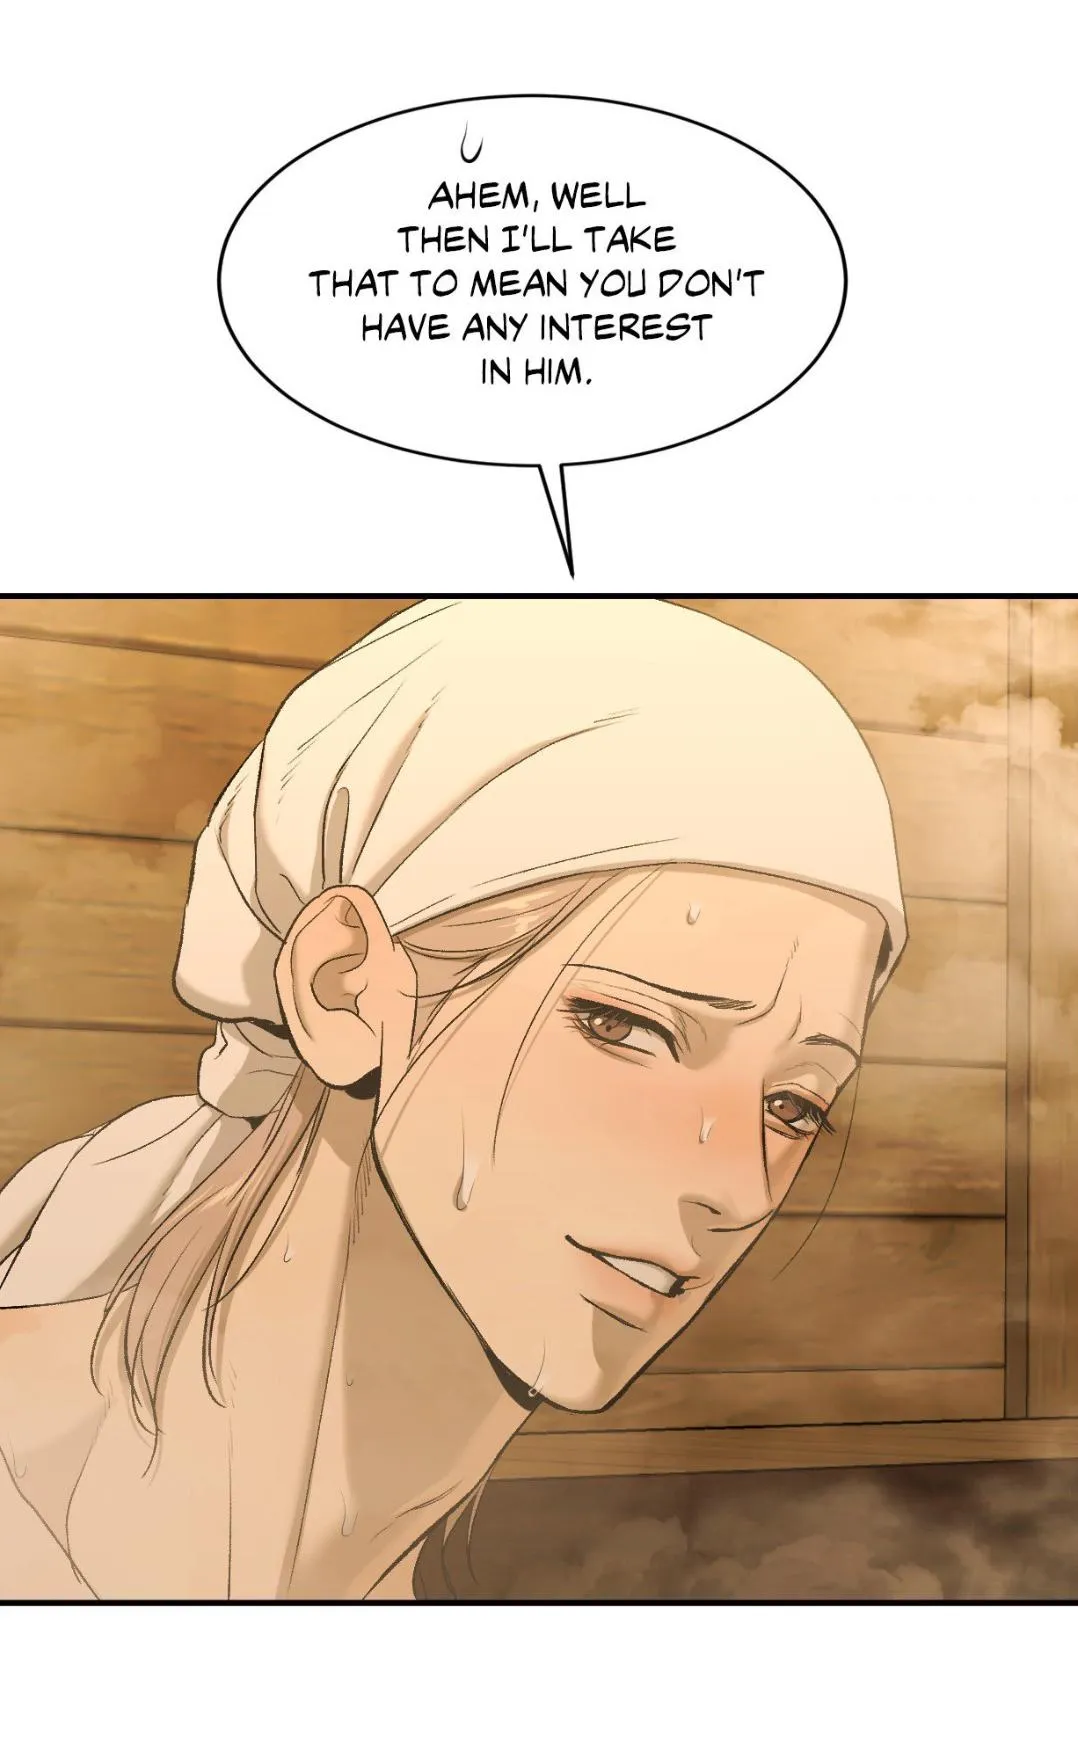 AHEM, WELL
THEN I'LL TAKE
THAT TO MEAN YOU DON'T
HAVE ANY INTEREST
IN HIM.